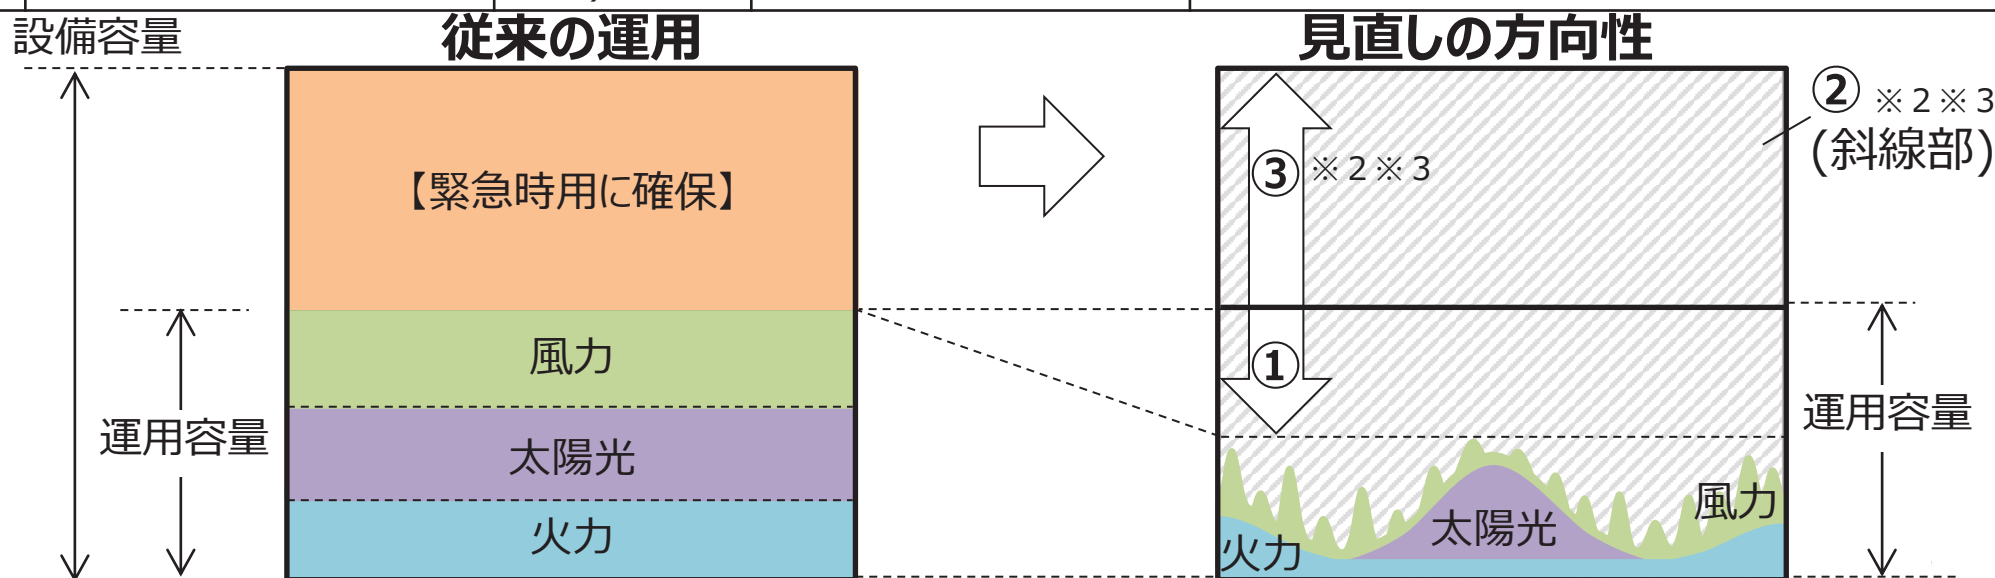 設備容量
従来の運用
見直しの方向性
② ※2※3
(斜線部)
【緊急時用に確保】
③ ※2※3
風力
①
運用容量
運用容量
太陽光
風力
太陽光
火力
火力